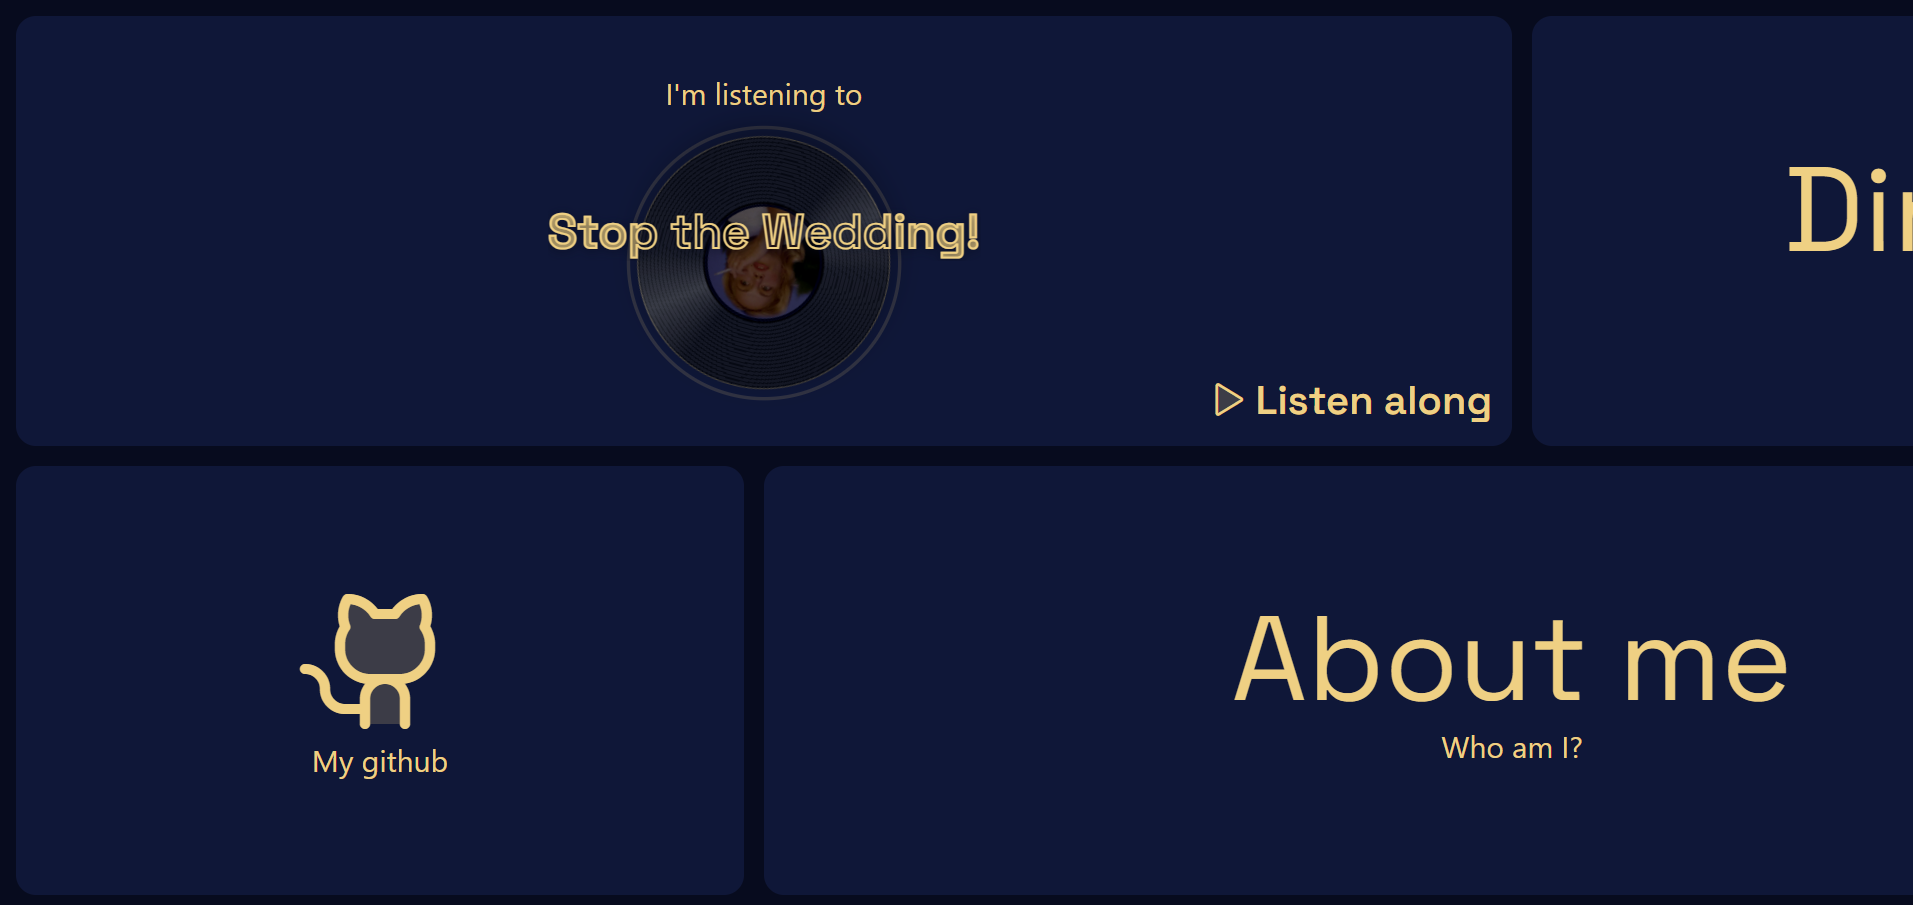 I'm listening to
Stop the Wedding!
Listen along
My github
About me
Who am I?